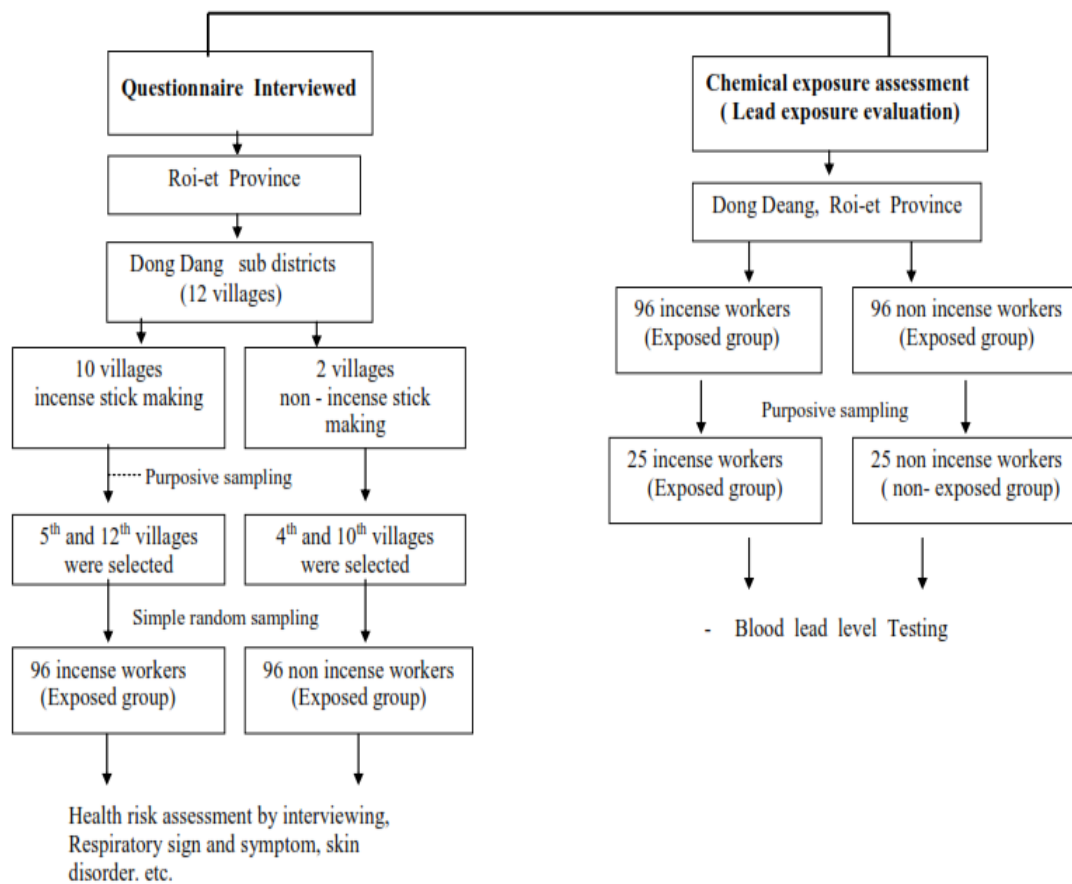 Questionnaire Interviewed
Roi-et Province
Dong Dang sub districts
(12 villages)
10 villages
incense stick making
2 villages
non - incense stick
making
Purposive sampling
5th and 12th villages
were selected
4th and 10th villages
were selected
Simple random sampling
96 incense workers
(Exposed group)
96 non incense workers
(Exposed group)
Health risk assessment by interviewing,
Respiratory sign and symptom, skin
disorder. etc.
Chemical exposure assessment
( Lead exposure evaluation)
Dong Deang, Roi-et Province
96 incense workers
(Exposed group)
96 non incense workers
(Exposed group)
Purposive sampling
25 incense workers
(Exposed group)
25 non incense workers
( non- exposed group)
- Blood lead level Testing